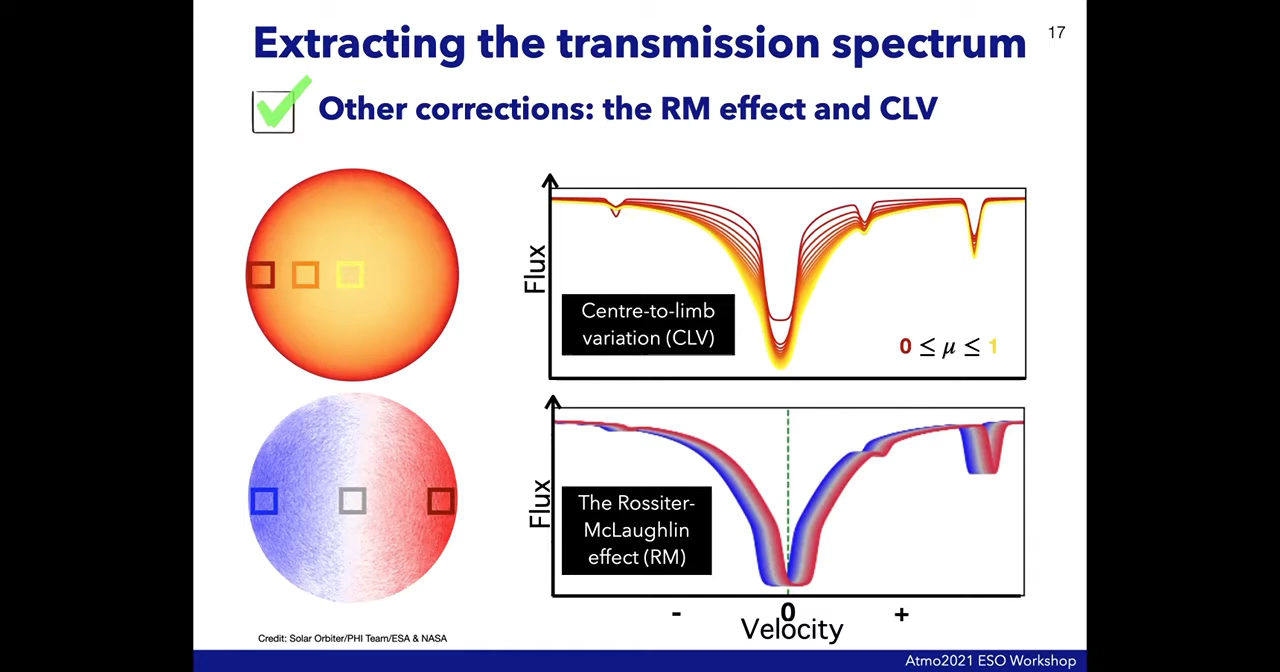 Extracting the transmission spectrum
17
Other corrections: the RM effect and CLV
Flux
Centre-to-limb
variation (CLV)
0 ≤ μ ≤ 1
Flux
The Rossiter-
McLaughlin
effect (RM)
- 0 +
Velocity
Credit: Solar Orbiter/PHI Team/ESA & NASA
Atmo2021 ESO Workshop